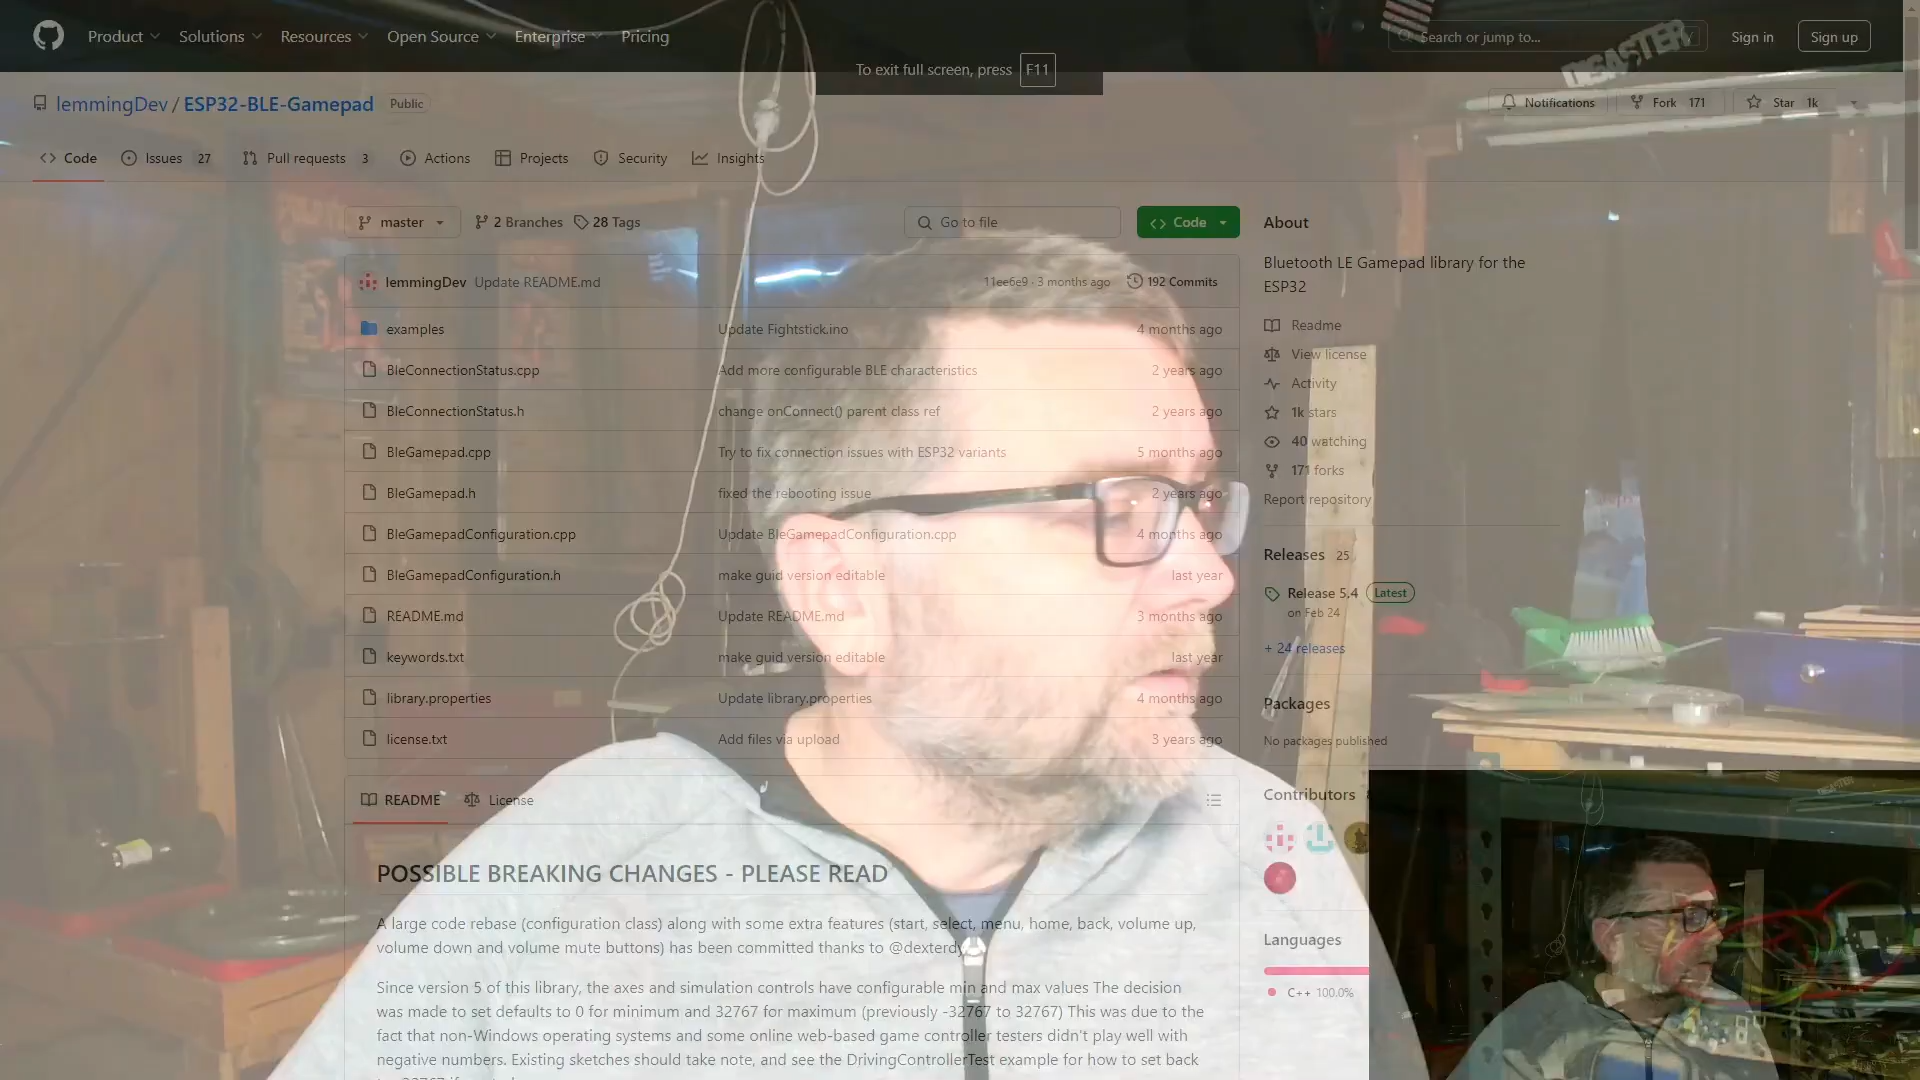 Product Solutions Resources Open Source Enterprise Pricing Search or jump to... / Sign in Sign up
DISASTER
To exit full screen, press F11
lemmingDev / ESP32-BLE-Gamepad Public Notifications Fork 171 Star 1k
Code Issues 27 Pull requests 3 Actions Projects Security Insights
master 2 Branches 28 Tags Go to file Code
lemmingDev Update README.md 11ee6e9 · 3 months ago 192 Commits
examples Update Fightstick.ino 4 months ago
BleConnectionStatus.cpp Add more configurable BLE characteristics 2 years ago
BleConnectionStatus.h change onConnect() parent class ref 2 years ago
BleGamepad.cpp Try to fix connection issues with ESP32 variants 5 months ago
BleGamepad.h fixed the rebooting issue 2 years ago
BleGamepadConfiguration.cpp Update BleGamepadConfiguration.cpp 4 months ago
BleGamepadConfiguration.h make guid version editable last year
README.md Update README.md 3 months ago
keywords.txt make guid version editable last year
library.properties Update library.properties 4 months ago
license.txt Add files via upload 3 years ago
README License
POSSIBLE BREAKING CHANGES - PLEASE READ
A large code rebase (configuration class) along with some extra features (start, select, menu, home, back, volume up,
volume down and volume mute buttons) has been committed thanks to @dexterdy
Since version 5 of this library, the axes and simulation controls have configurable min and max values The decision
was made to set defaults to 0 for minimum and 32767 for maximum (previously -32767 to 32767) This was due to the
fact that non-Windows operating systems and some online web-based game controller testers didn't play well with
negative numbers. Existing sketches should take note, and see the DrivingControllerTest example for how to set back
About
Bluetooth LE Gamepad library for the
ESP32
Readme
View license
Activity
1k stars
40 watching
171 forks
Report repository
Releases 25
Release 5.4 Latest
on Feb 24
+ 24 releases
Packages
No packages published
Contributors
Languages
C++ 100.0%